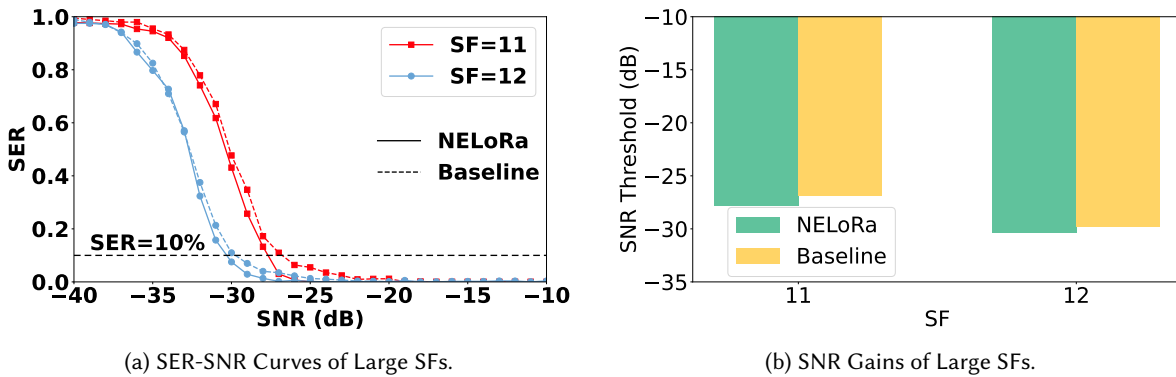 1.0
0.8
0.6
0.4
0.2
0.0
SER
SF=11
SF=12
NELoRa
Baseline
SER=10%
−40 −35 −30 −25 −20 −15 −10
SNR (dB)
(a) SER-SNR Curves of Large SFs.
−10
−15
−20
−25
−30
−35
SNR Threshold (dB)
NELoRa
Baseline
11 12
SF
(b) SNR Gains of Large SFs.